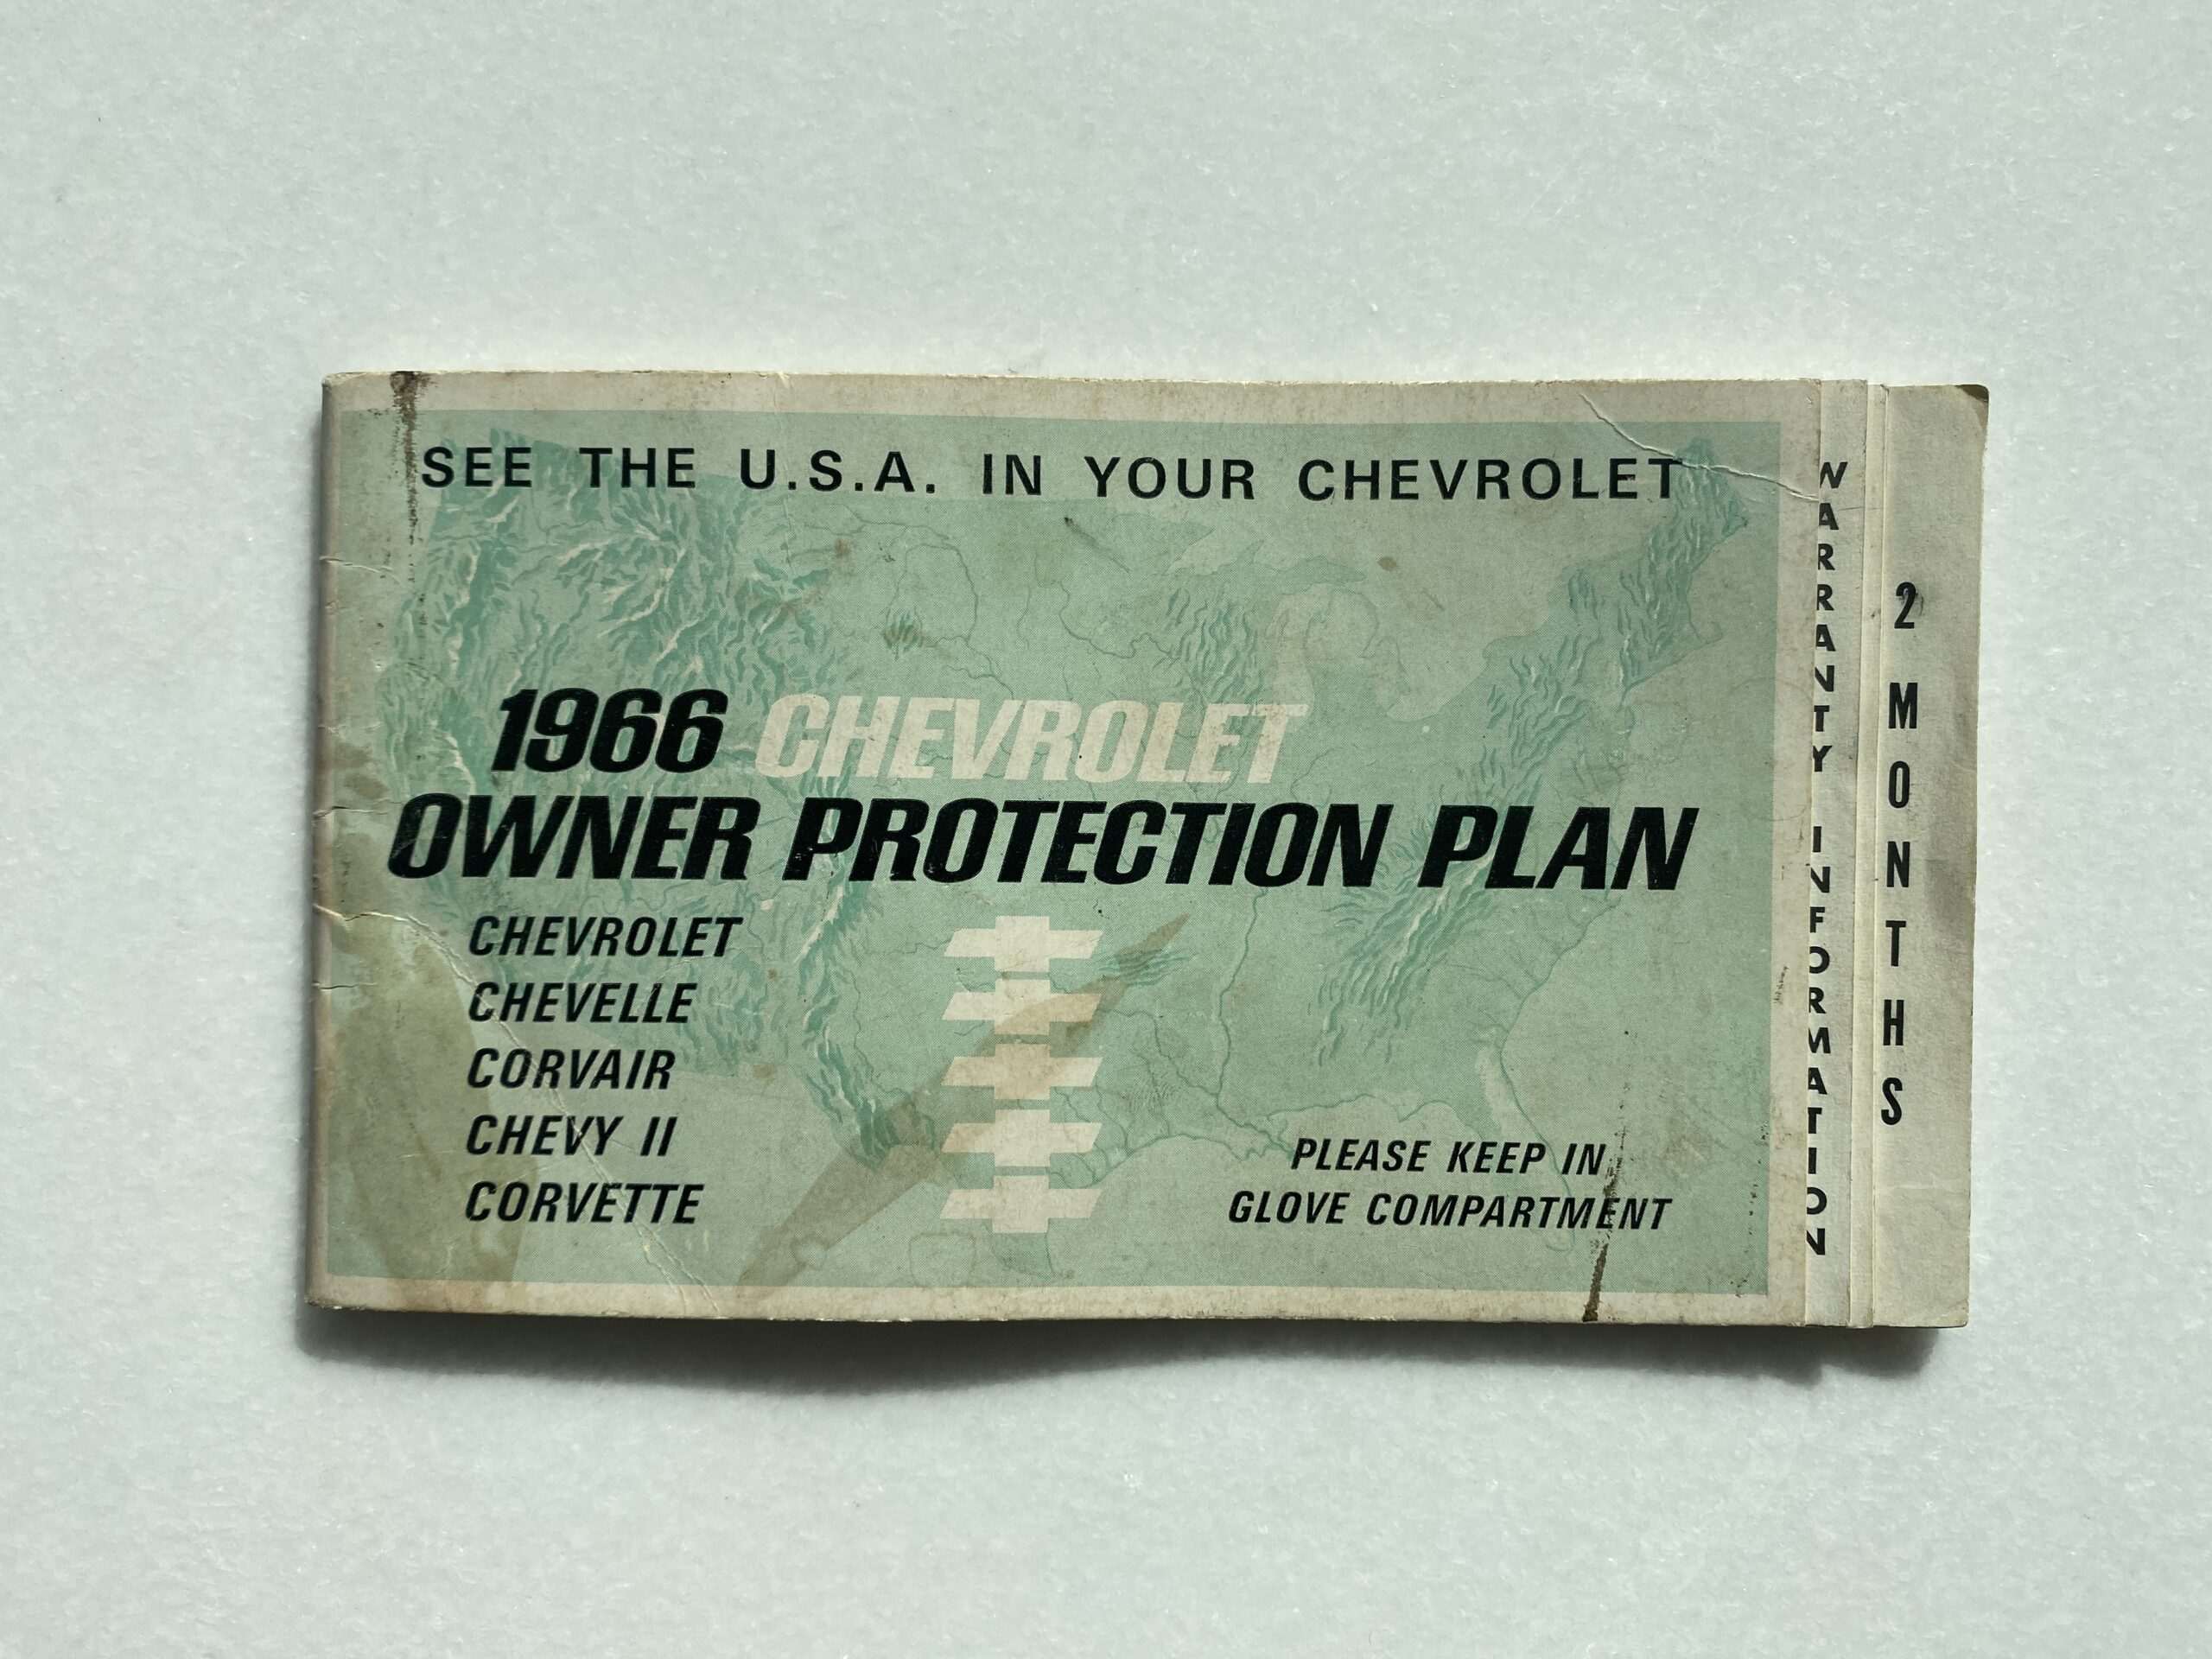 SEE THE U.S.A. IN YOUR CHEVROLET
1966 CHEVROLET
OWNER PROTECTION PLAN
CHEVROLET
CHEVELLE
CORVAIR
CHEVY II
CORVETTE
PLEASE KEEP IN
GLOVE COMPARTMENT
WARRANTY INFORMATION
2 MONTHS